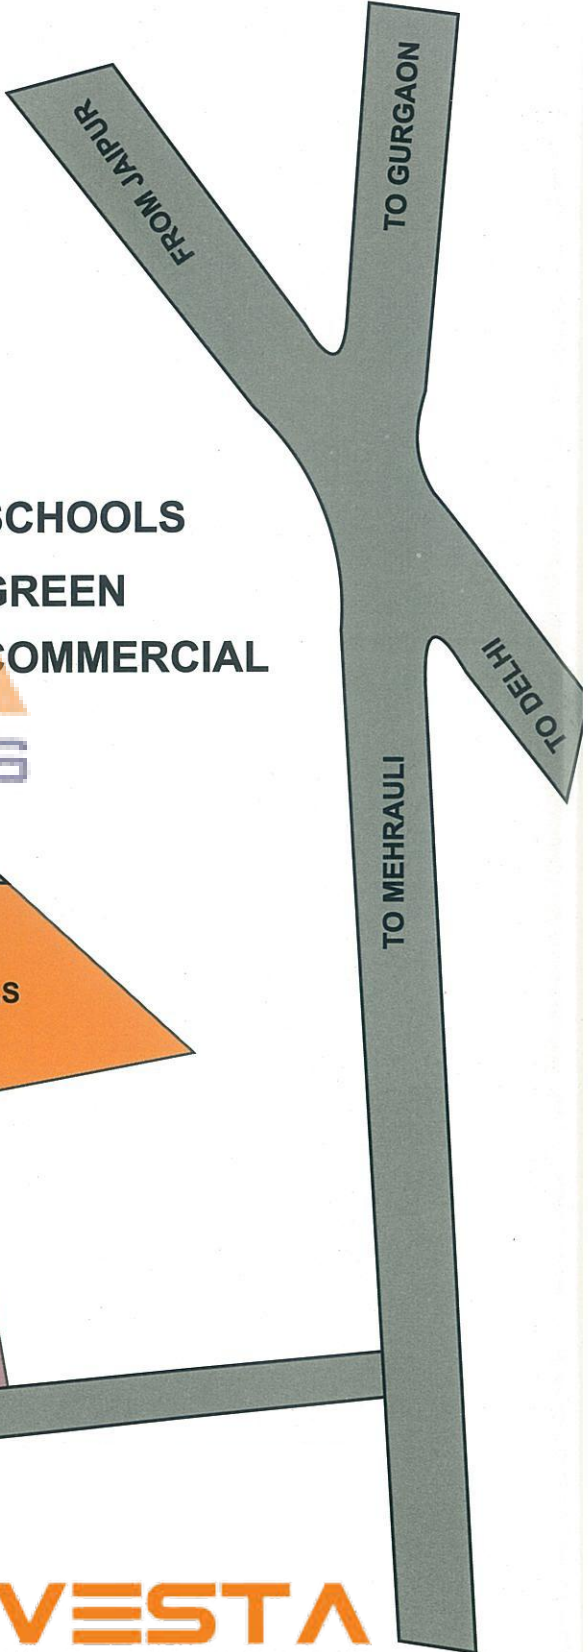 FROM JAIPUR
TO GURGAON
SCHOOLS
GREEN
COMMERCIAL
G
TO DELHI
TO MEHRAULI
S
VESTA